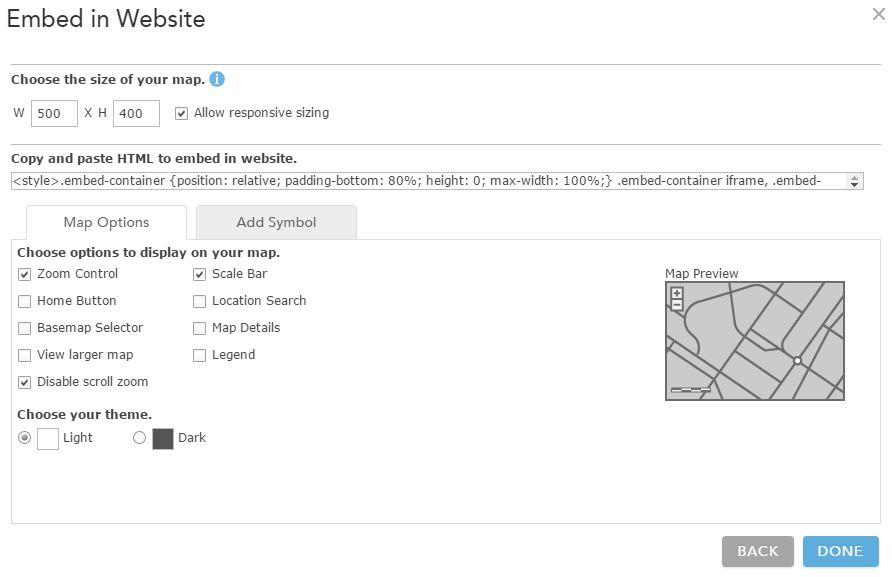 Embed in Website
Choose the size of your map.
W 500 X H 400 Allow responsive sizing
Copy and paste HTML to embed in website.
<style>.embed-container {position: relative; padding-bottom: 80%; height: 0; max-width: 100%;} .embed-container iframe, .embed-
Map Options Add Symbol
Choose options to display on your map.
Zoom Control Scale Bar Map Preview
Home Button Location Search
Basemap Selector Map Details
View larger map Legend
Disable scroll zoom
Choose your theme.
Light Dark
BACK DONE